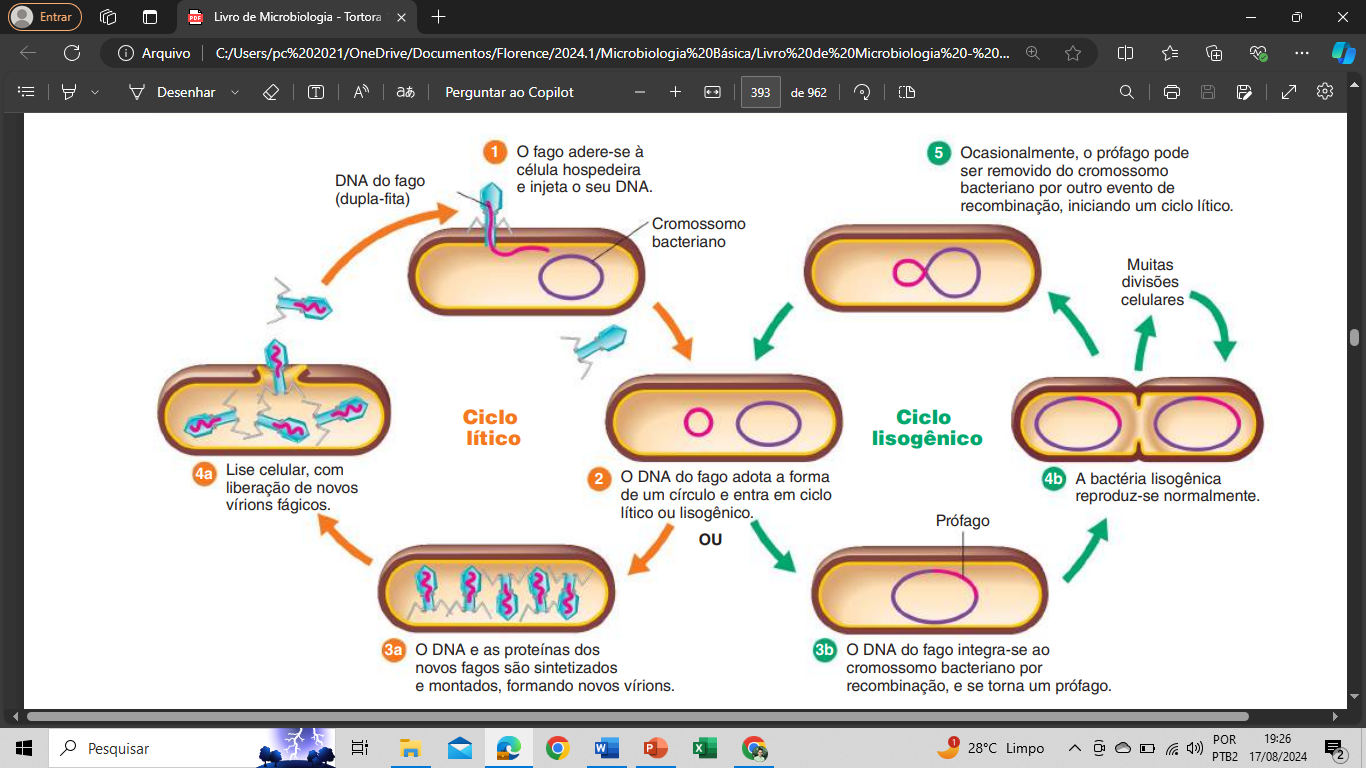 Entrar
Livro de Microbiologia - Tortora
Arquivo
C:/Users/pc%202021/OneDrive/Documentos/Florence/2024.1/Microbiologia%20Básica/Livro%20de%20Microbiologia%20-%20...
Desenhar
Perguntar ao Copilot
393
de 962
1 O fago adere-se à
célula hospedeira
e injeta o seu DNA.
DNA do fago
(dupla-fita)
Cromossomo
bacteriano
5 Ocasionalmente, o prófago pode
ser removido do cromossomo
bacteriano por outro evento de
recombinação, iniciando um ciclo lítico.
Muitas
divisões
celulares
Ciclo
lítico
Ciclo
lisogênico
4a Lise celular, com
liberação de novos
vírions fágicos.
2 O DNA do fago adota a forma
de um círculo e entra em ciclo
lítico ou lisogênico.
OU
4b A bactéria lisogênica
reproduz-se normalmente.
Prófago
3a O DNA e as proteínas dos
novos fagos são sintetizados
e montados, formando novos vírions.
3b O DNA do fago integra-se ao
cromossomo bacteriano por
recombinação, e se torna um prófago.
Pesquisar
1
28°C Limpo
POR
PTB2
19:26
17/08/2024
2